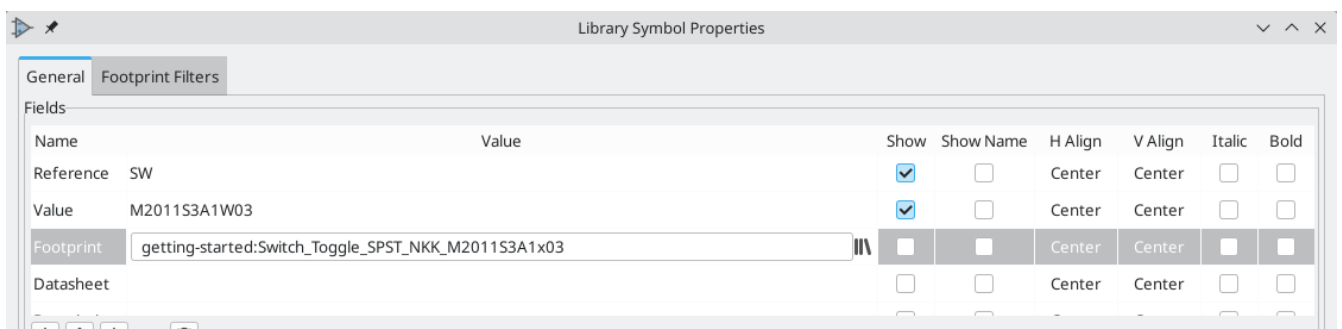 Library Symbol Properties
General Footprint Filters
Fields
Name Value Show Show Name H Align V Align Italic Bold
Reference SW Center Center
Value M2011S3A1W03 Center Center
Footprint getting-started:Switch_Toggle_SPST_NKK_M2011S3A1x03 Center Center
Datasheet Center Center